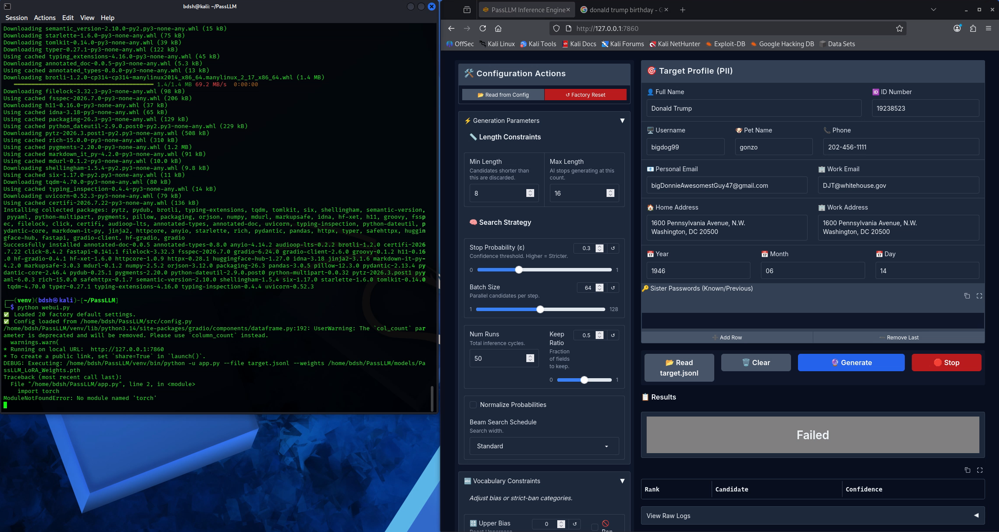 bdsh@kali: ~/PassLLM
Session Actions Edit View Help
Downloading semantic_version-2.10.0-py2.py3-none-any.whl (15 kB)
Downloading starlette-1.6.0-py3-none-any.whl (75 kB)
Downloading tomlkit-0.14.0-py3-none-any.whl (39 kB)
Downloading typer-0.27.1-py3-none-any.whl (122 kB)
Using cached typing_extensions-4.16.0-py3-none-any.whl (45 kB)
Downloading annotated_doc-0.0.5-py3-none-any.whl (5.3 kB)
Using cached annotated_types-0.8.0-py3-none-any.whl (13 kB)
Downloading brotli-1.2.0-cp314-cp314-manylinux2014_x86_64.manylinux_2_17_x86_64.whl (1.4 MB)
1.4/1.4 MB 69.2 MB/s 0:00:00
Downloading filelock-3.32.3-py3-none-any.whl (98 kB)
Using cached fsspec-2026.7.0-py3-none-any.whl (206 kB)
Downloading h11-0.16.0-py3-none-any.whl (37 kB)
Using cached idna-3.18-py3-none-any.whl (65 kB)
Using cached packaging-26.3-py3-none-any.whl (129 kB)
Using cached python_dateutil-2.9.0.post0-py2.py3-none-any.whl (229 kB)
Downloading pytz-2026.3.post1-py2.py3-none-any.whl (508 kB)
Using cached rich-15.0.0-py3-none-any.whl (310 kB)
Using cached pygments-2.20.0-py3-none-any.whl (1.2 MB)
Using cached markdown_it_py-4.2.0-py3-none-any.whl (91 kB)
Using cached mdurl-0.1.2-py3-none-any.whl (10.0 kB)
Downloading shellingham-1.5.4-py2.py3-none-any.whl (9.8 kB)
Using cached six-1.17.0-py2.py3-none-any.whl (11 kB)
Downloading tqdm-4.70.0-py3-none-any.whl (80 kB)
Using cached typing_inspection-0.4.4-py3-none-any.whl (14 kB)
Downloading uvicorn-0.52.3-py3-none-any.whl (79 kB)
Using cached certifi-2026.7.22-py3-none-any.whl (136 kB)
Installing collected packages: pytz, pydub, brotli, typing-extensions, tqdm, tomlkit, six, shellingham, semantic-version,
pyyaml, python-multipart, pygments, pillow, packaging, orjson, numpy, mdurl, markupsafe, idna, hf-xet, h11, groovy, fssp
ec, filelock, click, certifi, audioop-lts, annotated-types, annotated-doc, uvicorn, typing-inspection, python-dateutil, p
ydantic-core, markdown-it-py, jinja2, httpcore, anyio, starlette, rich, pydantic, pandas, httpx, typer, safehttpx, huggin
gface-hub, fastapi, gradio-client, hf-gradio, gradio
Successfully installed annotated-doc-0.0.5 annotated-types-0.8.0 anyio-4.14.2 audioop-lts-0.2.2 brotli-1.2.0 certifi-2026
.7.22 click-8.4.2 fastapi-0.141.1 filelock-3.32.3 fsspec-2026.7.0 gradio-6.24.0 gradio-client-2.6.0 groovy-0.1.2 h11-0.16
.0 hf-gradio-0.4.1 hf-xet-1.6.0 httpcore-1.0.9 httpx-0.28.1 huggingface-hub-1.27.0 idna-3.18 jinja2-3.1.6 markdown-it-py-
4.2.0 markupsafe-3.0.3 mdurl-0.1.2 numpy-2.5.2 orjson-3.12.0 packaging-26.3 pandas-3.0.5 pillow-12.3.0 pydantic-2.13.4 py
dantic-core-2.46.4 pydub-0.25.1 pygments-2.20.0 python-dateutil-2.9.0.post0 python-multipart-0.0.32 pytz-2026.3.post1 pyy
aml-6.0.3 rich-15.0.0 safehttpx-0.1.7 semantic-version-2.10.0 shellingham-1.5.4 six-1.17.0 starlette-1.6.0 tomlkit-0.14.0
tqdm-4.70.0 typer-0.27.1 typing-extensions-4.16.0 typing-inspection-0.4.4 uvicorn-0.52.3
┌──(venv)(bdsh㉿kali)-[~/PassLLM]
└─$ python webui.py
✅ Loaded 20 factory default settings.
✅ Config loaded from /home/bdsh/PassLLM/src/config.py
/home/bdsh/PassLLM/venv/lib/python3.14/site-packages/gradio/components/dataframe.py:192: UserWarning: The `col_count` par
ameter is deprecated and will be removed. Please use `column_count` instead.
warnings.warn(
* Running on local URL: http://127.0.0.1:7860
* To create a public link, set `share=True` in `launch()`.
DEBUG: Executing: /home/bdsh/PassLLM/venv/bin/python -u app.py --file target.jsonl --weights /home/bdsh/PassLLM/models/Pa
ssLLM_LoRA_Weights.pth
Traceback (most recent call last):
File "/home/bdsh/PassLLM/app.py", line 2, in <module>
import torch
ModuleNotFoundError: No module named 'torch'
PassLLM Inference Engine
donald trump birthday - G
http://127.0.0.1:7860
OffSec Kali Linux Kali Tools Kali Docs Kali Forums Kali NetHunter Exploit-DB Google Hacking DB Data Sets
🛠️ Configuration Actions
📂 Read from Config ↺ Factory Reset
⚡ Generation Parameters ▼
📏 Length Constraints
Min Length
Candidates shorter than
this are discarded.
8
Max Length
AI stops generating at this
count.
16
🧠 Search Strategy
Stop Probability (ε) 0.3 ↺
Confidence threshold. Higher = Stricter.
0 1
Batch Size 64 ↺
Parallel candidates per step.
1 128
Num Runs
Total inference cycles.
50
Keep
Ratio
0.5 ↺
Fraction
of fields
to keep.
0 1
Normalize Probabilities
Beam Search Schedule
Search width.
Standard
🔤 Vocabulary Constraints ▼
Adjust bias or strict-ban categories.
🔠 Upper Bias 0 ↺ 🚫
🎯 Target Profile (PII)
👤 Full Name
Donald Trump
🆔 ID Number
19238523
🖥️ Username
bigdog99
🐶 Pet Name
gonzo
📞 Phone
202-456-1111
📧 Personal Email
bigDonnieAwesomestGuy47@gmail.com
🏢 Work Email
DJT@whitehouse.gov
🏠 Home Address
1600 Pennsylvania Avenue, N.W.
Washington, DC 20500
🏢 Work Address
1600 Pennsylvania Avenue, N.W.
Washington, DC 20500
📅 Year
1946
📅 Month
06
📅 Day
14
🔑 Sister Passwords (Known/Previous)
➕ Add Row ➖ Remove Last
📂 Read
target.jsonl
🗑️ Clear
🔮 Generate
🛑 Stop
📋 Results
Failed
Rank Candidate Confidence
View Raw Logs ◀